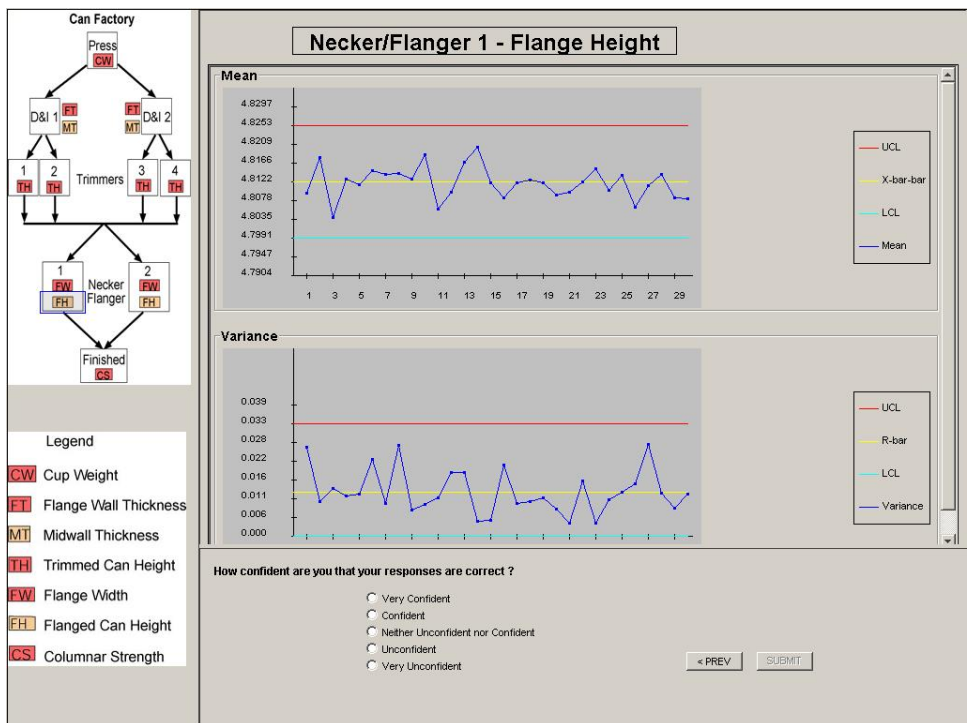 Can Factory
Press
CW
D&I 1
FT
MT
FT
MT
D&I 2
1
TH
2
TH
Trimmers
3
TH
4
TH
1
FW
FH
Necker
Flanger
2
FW
FH
Finished
CS
Legend
CW Cup Weight
FT Flange Wall Thickness
MT Midwall Thickness
TH Trimmed Can Height
FW Flange Width
FH Flanged Can Height
CS Columnar Strength
Necker/Flanger 1 - Flange Height
Mean
4.8297
4.8253
4.8209
4.8166
4.8122
4.8078
4.8035
4.7991
4.7947
4.7904
1 3 5 7 9 11 13 15 17 19 21 23 25 27 29
UCL
X-bar-bar
LCL
Mean
Variance
0.039
0.033
0.028
0.022
0.016
0.011
0.006
0.000
UCL
R-bar
LCL
Variance
How confident are you that your responses are correct ?
Very Confident
Confident
Neither Unconfident nor Confident
Unconfident
Very Unconfident
< PREV
SUBMIT